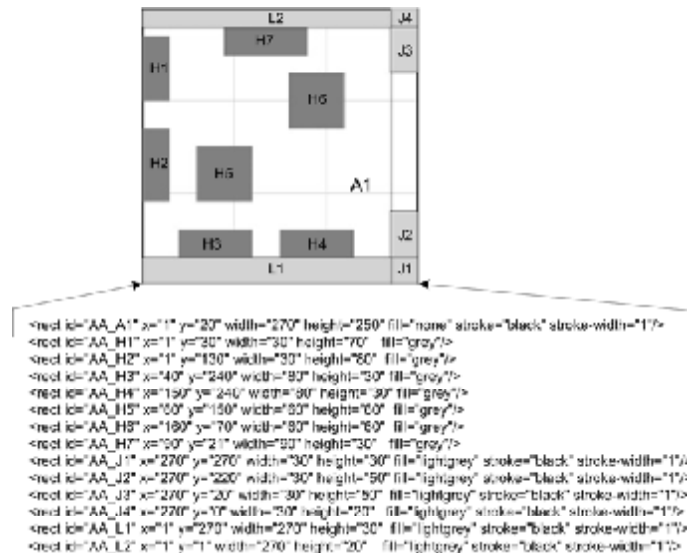 L2
J4
H7
J3
H1
H6
H2
H5
A1
J2
H3
H4
L1
J1
<rect id="AA_A1" x="1" y="20" width="270" height="250" fill="none" stroke="black" stroke-width="1"/>
<rect id="AA_H1" x="1" y="30" width="30" height="70" fill="grey"/>
<rect id="AA_H2" x="1" y="130" width="30" height="80" fill="grey"/>
<rect id="AA_H3" x="40" y="240" width="80" height="30" fill="grey"/>
<rect id="AA_H4" x="150" y="240" width="80" height="30" fill="grey"/>
<rect id="AA_H5" x="60" y="150" width="60" height="60" fill="grey"/>
<rect id="AA_H6" x="160" y="70" width="60" height="60" fill="grey"/>
<rect id="AA_H7" x="90" y="21" width="90" height="30" fill="grey"/>
<rect id="AA_J1" x="270" y="270" width="30" height="30" fill="lightgrey" stroke="black" stroke-width="1"/>
<rect id="AA_J2" x="270" y="220" width="30" height="50" fill="lightgrey" stroke="black" stroke-width="1"/>
<rect id="AA_J3" x="270" y="20" width="30" height="50" fill="lightgrey" stroke="black" stroke-width="1"/>
<rect id="AA_J4" x="270" y="0" width="30" height="20" fill="lightgrey" stroke="black" stroke-width="1"/>
<rect id="AA_L1" x="1" y="270" width="270" height="30" fill="lightgrey" stroke="black" stroke-width="1"/>
<rect id="AA_L2" x="1" y="1" width="270" height="20" fill="lightgrey" stroke="black" stroke-width="1"/>